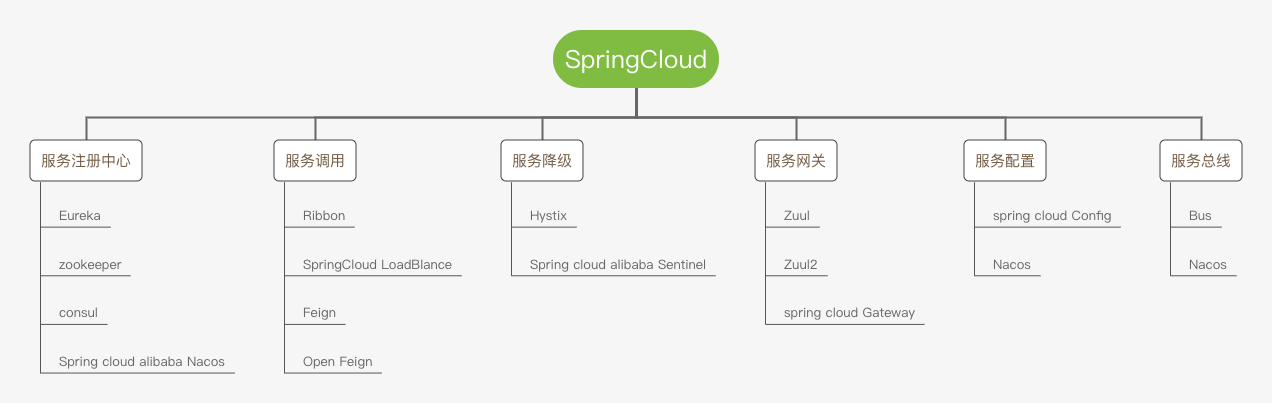 SpringCloud
服务注册中心
Eureka
zookeeper
consul
Spring cloud alibaba Nacos
服务调用
Ribbon
SpringCloud LoadBlance
Feign
Open Feign
服务降级
Hystix
Spring cloud alibaba Sentinel
服务网关
Zuul
Zuul2
spring cloud Gateway
服务配置
spring cloud Config
Nacos
服务总线
Bus
Nacos